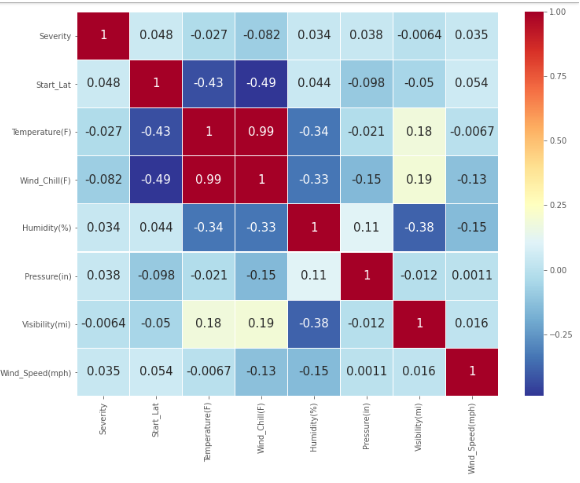 1.00
Severity 1 0.048 -0.027 -0.082 0.034 0.038 -0.0064 0.035
0.75
Start_Lat 0.048 1 -0.43 -0.49 0.044 -0.098 -0.05 0.054
Temperature(F) -0.027 -0.43 1 0.99 -0.34 -0.021 0.18 -0.0067
0.50
Wind_Chill(F) -0.082 -0.49 0.99 1 -0.33 -0.15 0.19 -0.13
0.25
Humidity(%) 0.034 0.044 -0.34 -0.33 1 0.11 -0.38 -0.15
0.00
Pressure(in) 0.038 -0.098 -0.021 -0.15 0.11 1 -0.012 0.0011
Visibility(mi) -0.0064 -0.05 0.18 0.19 -0.38 -0.012 1 0.016
−0.25
Wind_Speed(mph) 0.035 0.054 -0.0067 -0.13 -0.15 0.0011 0.016 1
Severity
Start_Lat
Temperature(F)
Wind_Chill(F)
Humidity(%)
Pressure(in)
Visibility(mi)
Wind_Speed(mph)